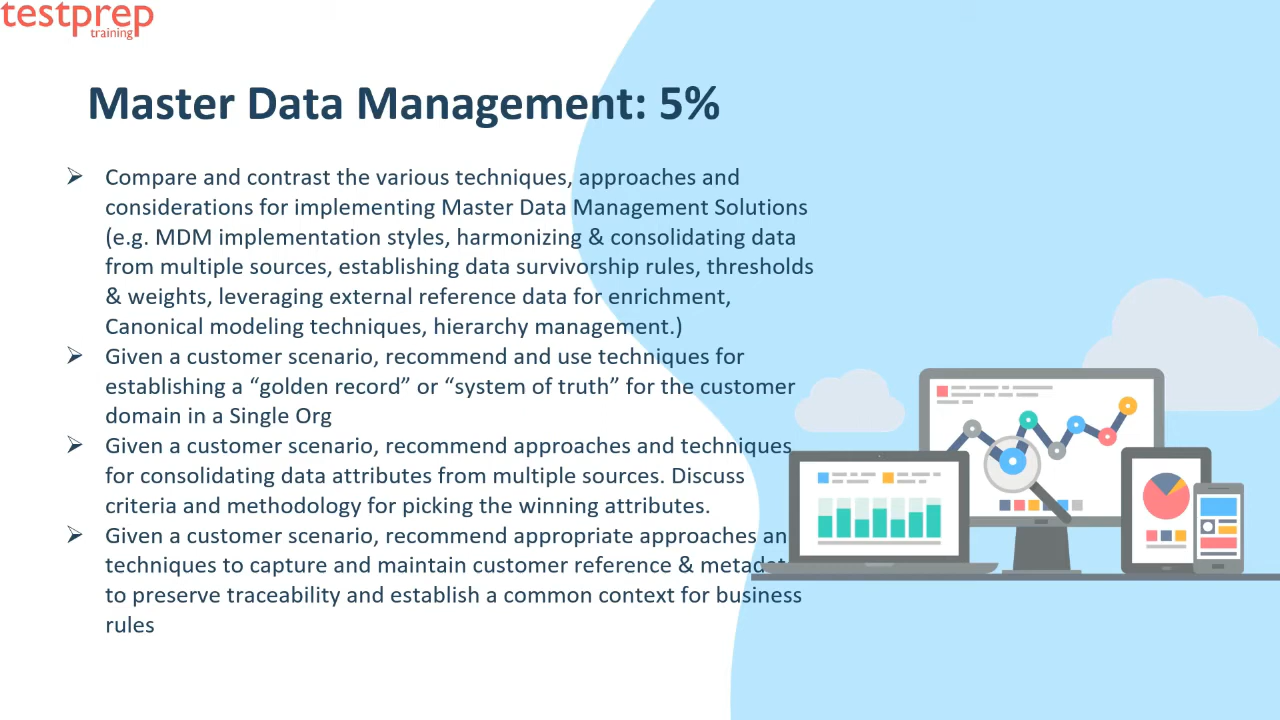 testprep
training
Master Data Management: 5%
➢ Compare and contrast the various techniques, approaches and
considerations for implementing Master Data Management Solutions
(e.g. MDM implementation styles, harmonizing & consolidating data
from multiple sources, establishing data survivorship rules, thresholds
& weights, leveraging external reference data for enrichment,
Canonical modeling techniques, hierarchy management.)
➢ Given a customer scenario, recommend and use techniques for
establishing a “golden record” or “system of truth” for the customer
domain in a Single Org
➢ Given a customer scenario, recommend approaches and techniques
for consolidating data attributes from multiple sources. Discuss
criteria and methodology for picking the winning attributes.
➢ Given a customer scenario, recommend appropriate approaches an
techniques to capture and maintain customer reference &
to preserve traceability and establish a common context for business
rules